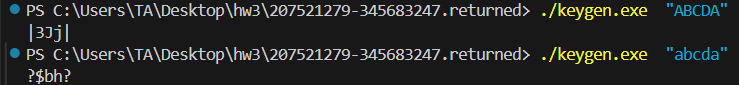 PS C:\Users\TA\Desktop\hw3\207521279-345683247.returned> ./keygen.exe  "ABCDA"
|3Jj|
PS C:\Users\TA\Desktop\hw3\207521279-345683247.returned> ./keygen.exe  "abcda"
?$bh?